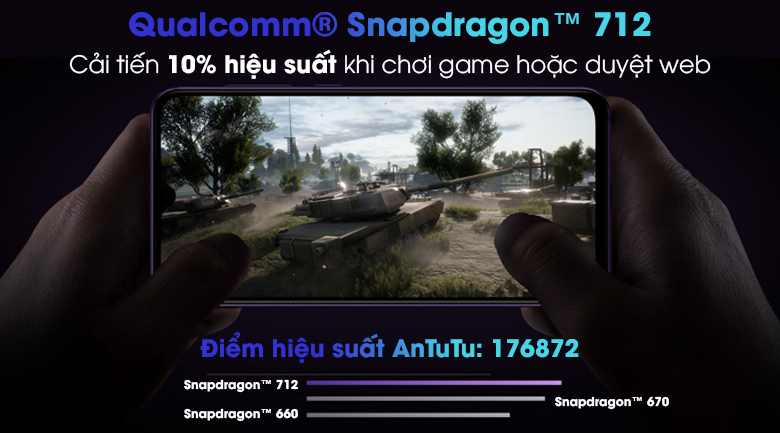 Qualcomm® Snapdragon™ 712
Cải tiến 10% hiệu suất khi chơi game hoặc duyệt web
Điểm hiệu suất AnTuTu: 176872
Snapdragon™ 712
Snapdragon™ 670
Snapdragon™ 660